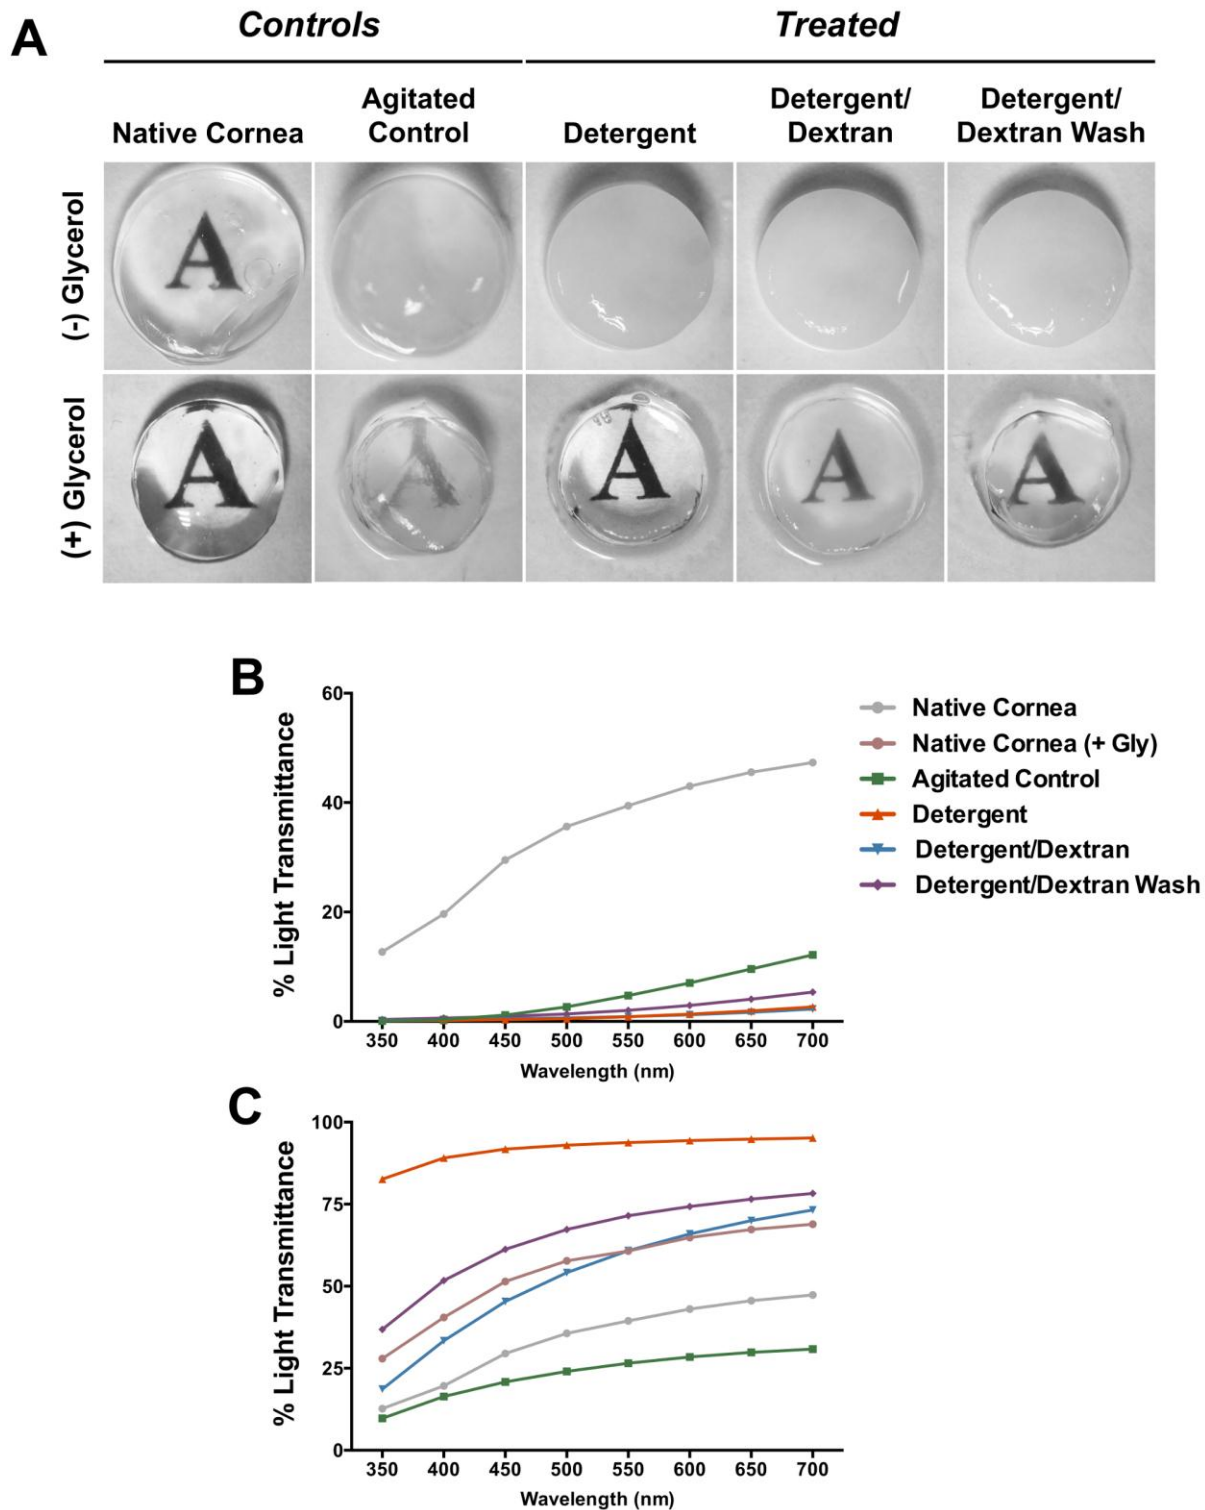 A
Controls
Treated
Native Cornea
Agitated
Control
Detergent
Detergent/
Dextran
Detergent/
Dextran Wash
(-) Glycerol
A
(+) Glycerol
A
A
A
A
A
B
% Light Transmittance
60
40
20
0
350 400 450 500 550 600 650 700
Wavelength (nm)
Native Cornea
Native Cornea (+ Gly)
Agitated Control
Detergent
Detergent/Dextran
Detergent/Dextran Wash
C
% Light Transmittance
100
75
50
25
0
350 400 450 500 550 600 650 700
Wavelength (nm)